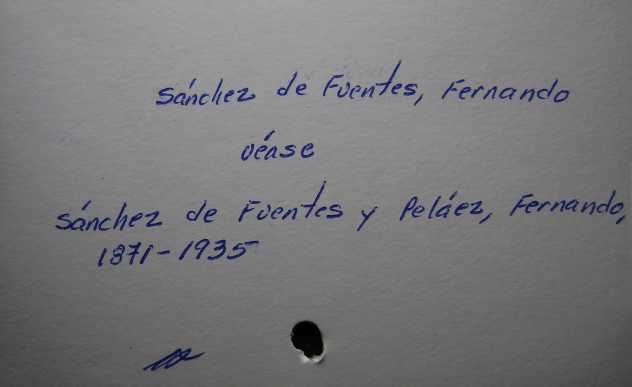 Sánchez de Fuentes, Fernando
véase
Sánchez de Fuentes y Peláez, Fernando,
1871-1935